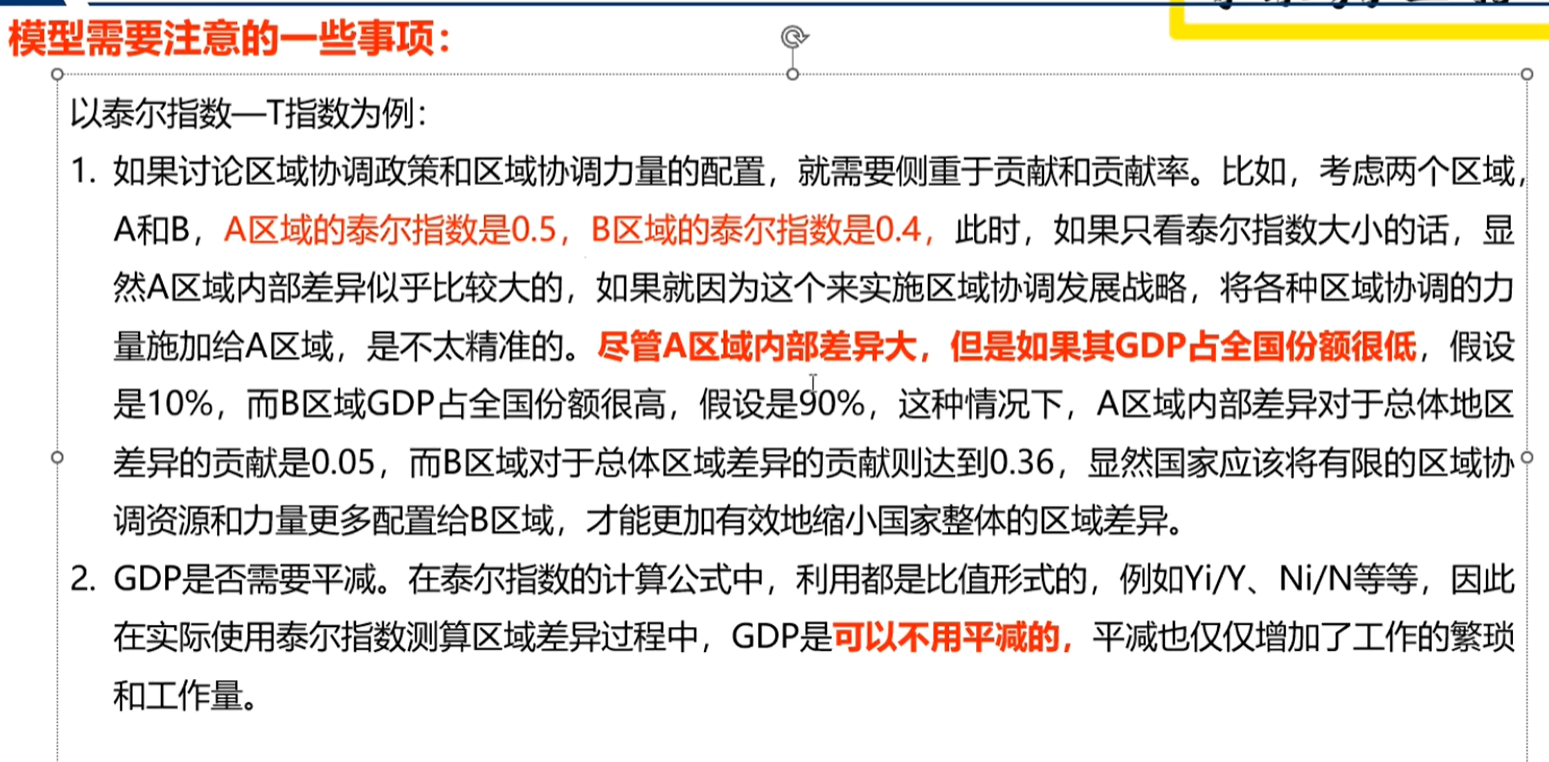 模型需要注意的一些事项：
以泰尔指数—T指数为例：
1. 如果讨论区域协调政策和区域协调力量的配置，就需要侧重于贡献和贡献率。比如，考虑两个区域，
A和B，A区域的泰尔指数是0.5，B区域的泰尔指数是0.4，此时，如果只看泰尔指数大小的话，显
然A区域内部差异似乎比较大的，如果就因为这个来实施区域协调发展战略，将各种区域协调的力
量施加给A区域，是不太精准的。尽管A区域内部差异大，但是如果其GDP占全国份额很低，假设
是10%，而B区域GDP占全国份额很高，假设是90%，这种情况下，A区域内部差异对于总体地区
差异的贡献是0.05，而B区域对于总体区域差异的贡献则达到0.36，显然国家应该将有限的区域协
调资源和力量更多配置给B区域，才能更加有效地缩小国家整体的区域差异。
2. GDP是否需要平减。在泰尔指数的计算公式中，利用都是比值形式的，例如Yi/Y、Ni/N等等，因此
在实际使用泰尔指数测算区域差异过程中，GDP是可以不用平减的，平减也仅仅增加了工作的繁琐
和工作量。